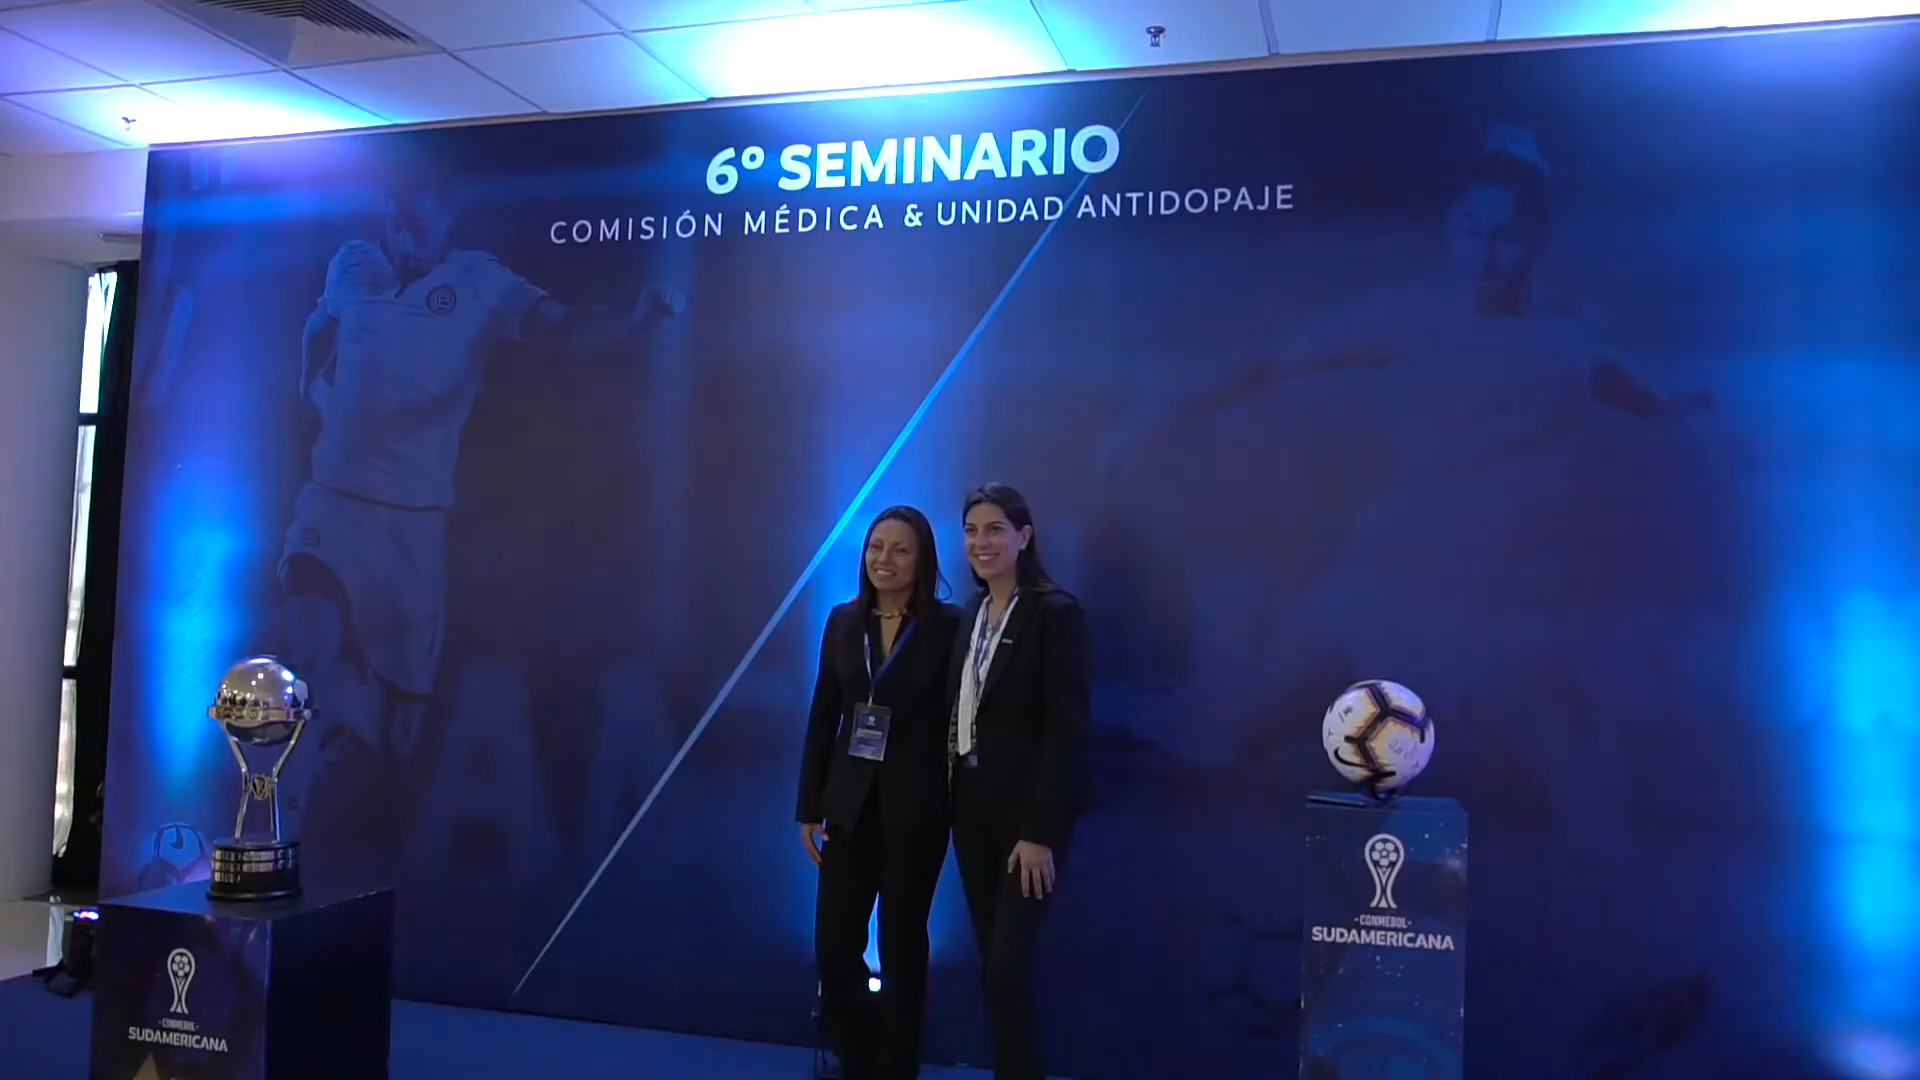 6º SEMINARIO
COMISIÓN MÉDICA & UNIDAD ANTIDOPAJE
-CONMEBOL-
SUDAMERICANA
-CONMEBOL-
SUDAMERICANA